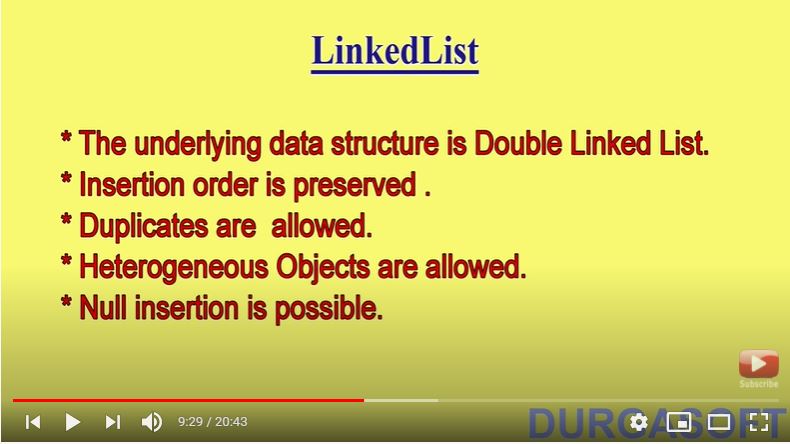 LinkedList
* The underlying data structure is Double Linked List.
* Insertion order is preserved .
* Duplicates are allowed.
* Heterogeneous Objects are allowed.
* Null insertion is possible.
Subscribe
9:29 / 20:43
DURGASOFT